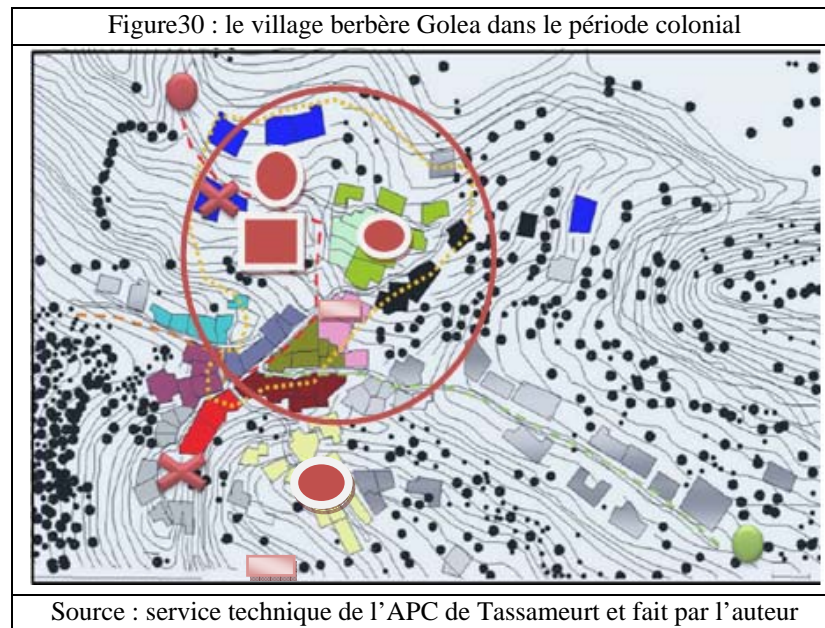 Figure30 : le village berbère Golea dans le période colonial
Source : service technique de l'APC de Tassameurt et fait par l'auteur